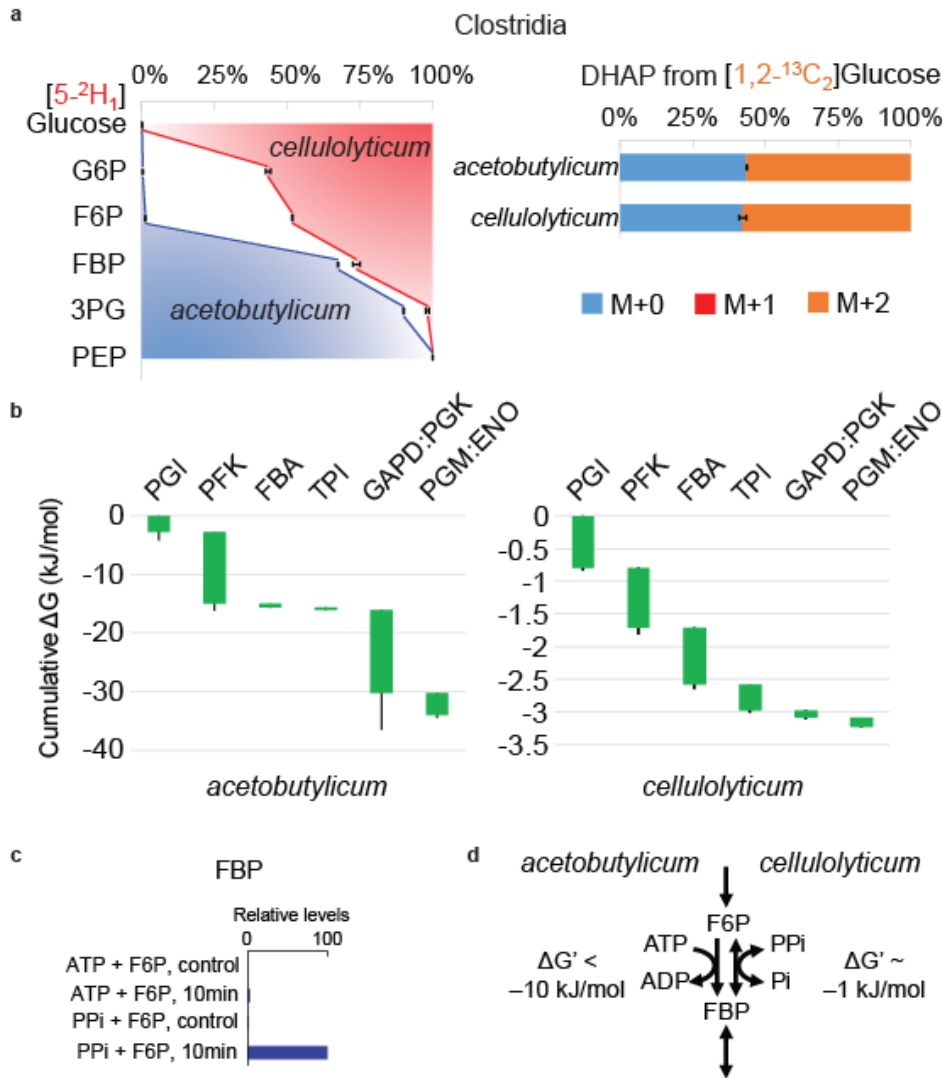 a
Clostridia
0% 25% 50% 75% 100%
[5-²H₁]
Glucose
G6P
F6P
FBP
3PG
PEP
cellulolyticum
acetobutylicum
DHAP from [1,2-¹³C₂]Glucose
0% 25% 50% 75% 100%
acetobutylicum
cellulolyticum
M+0 M+1 M+2
b
PGI PFK FBA TPI GAPD:PGK PGM:ENO
Cumulative ΔG (kJ/mol)
0
-10
-20
-30
-40
acetobutylicum
PGI PFK FBA TPI GAPD:PGK PGM:ENO
0
-0.5
-1
-1.5
-2
-2.5
-3
-3.5
cellulolyticum
c
FBP
Relative levels
0 100
ATP + F6P, control
ATP + F6P, 10min
PPi + F6P, control
PPi + F6P, 10min
d
acetobutylicum cellulolyticum
F6P
ATP PPi
ADP Pi
FBP
ΔG' <
–10 kJ/mol
ΔG' ~
–1 kJ/mol